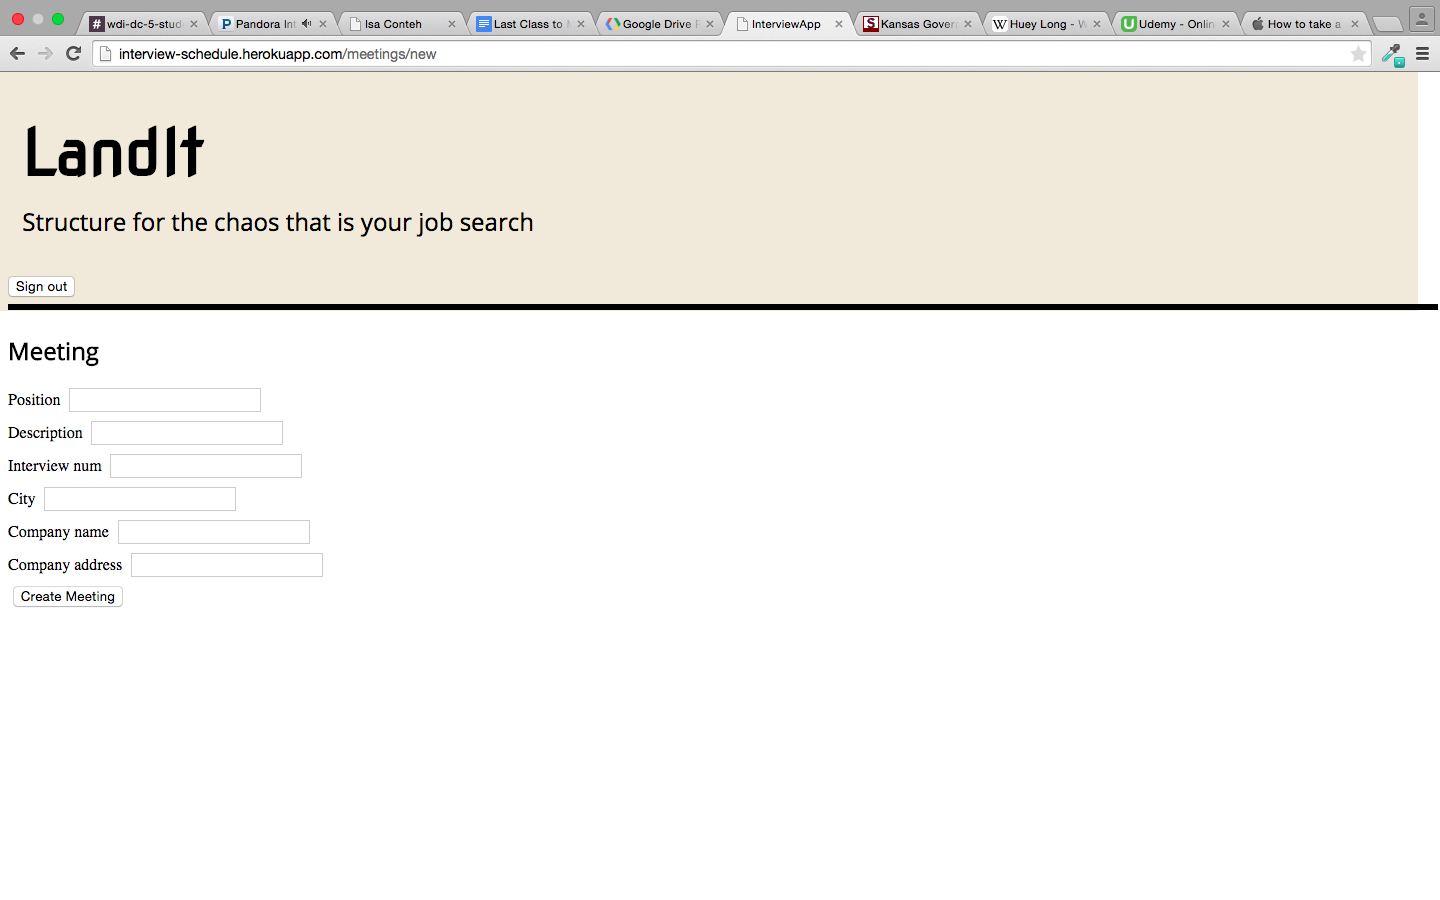 wdi-dc-5-stud Pandora Int Isa Conteh Last Class to Google Drive InterviewApp Kansas Govern Huey Long - W Udemy - Onlin How to take a
interview-schedule.herokuapp.com/meetings/new
LandIt
Structure for the chaos that is your job search
Sign out
Meeting
Position
Description
Interview num
City
Company name
Company address
Create Meeting